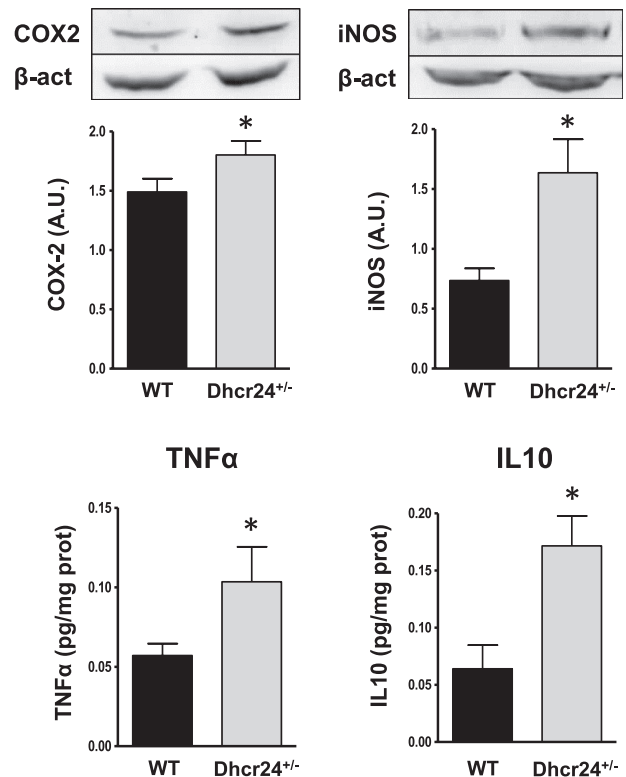 COX2
β-act
iNOS
β-act
*
2.0
1.5
1.0
0.5
0.0
COX-2 (A.U.)
WT Dhcr24+/-
*
2.0
1.5
1.0
0.5
0.0
iNOS (A.U.)
WT Dhcr24+/-
TNFα
*
0.15
0.10
0.05
0.00
TNFα (pg/mg prot)
WT Dhcr24+/-
IL10
*
0.20
0.15
0.10
0.05
0.00
IL10 (pg/mg prot)
WT Dhcr24+/-